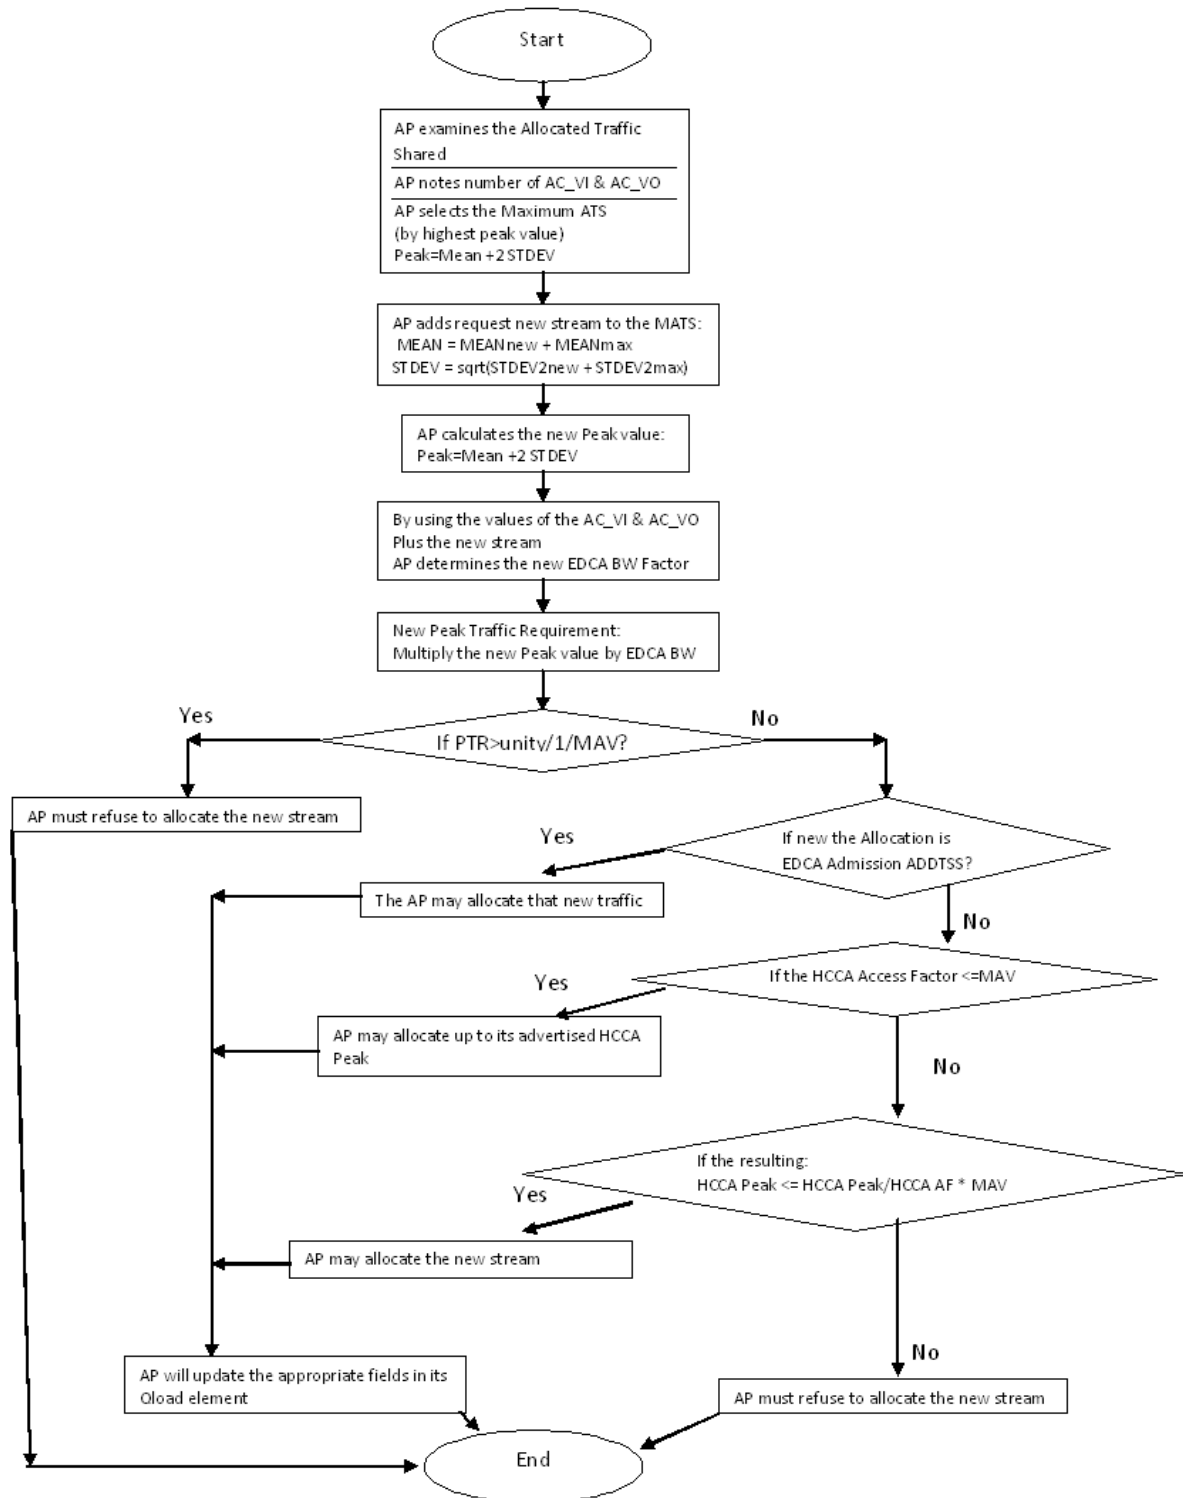 Start
AP examines the Allocated Traffic
Shared
AP notes number of AC_VI & AC_VO
AP selects the Maximum ATS
(by highest peak value)
Peak=Mean +2 STDEV
AP adds request new stream to the MATS:
MEAN = MEANnew + MEANmax
STDEV = sqrt(STDEV2new + STDEV2max)
AP calculates the new Peak value:
Peak=Mean +2 STDEV
By using the values of the AC_VI & AC_VO
Plus the new stream
AP determines the new EDCA BW Factor
New Peak Traffic Requirement:
Multiply the new Peak value by EDCA BW
Yes
No
If PTR>unity/1/MAV?
AP must refuse to allocate the new stream
Yes
If new the Allocation is
EDCA Admission ADDTSS?
The AP may allocate that new traffic
No
If the HCCA Access Factor <=MAV
Yes
AP may allocate up to its advertised HCCA
Peak
No
If the resulting:
HCCA Peak <= HCCA Peak/HCCA AF * MAV
Yes
AP may allocate the new stream
No
AP will update the appropriate fields in its
Qload element
AP must refuse to allocate the new stream
End